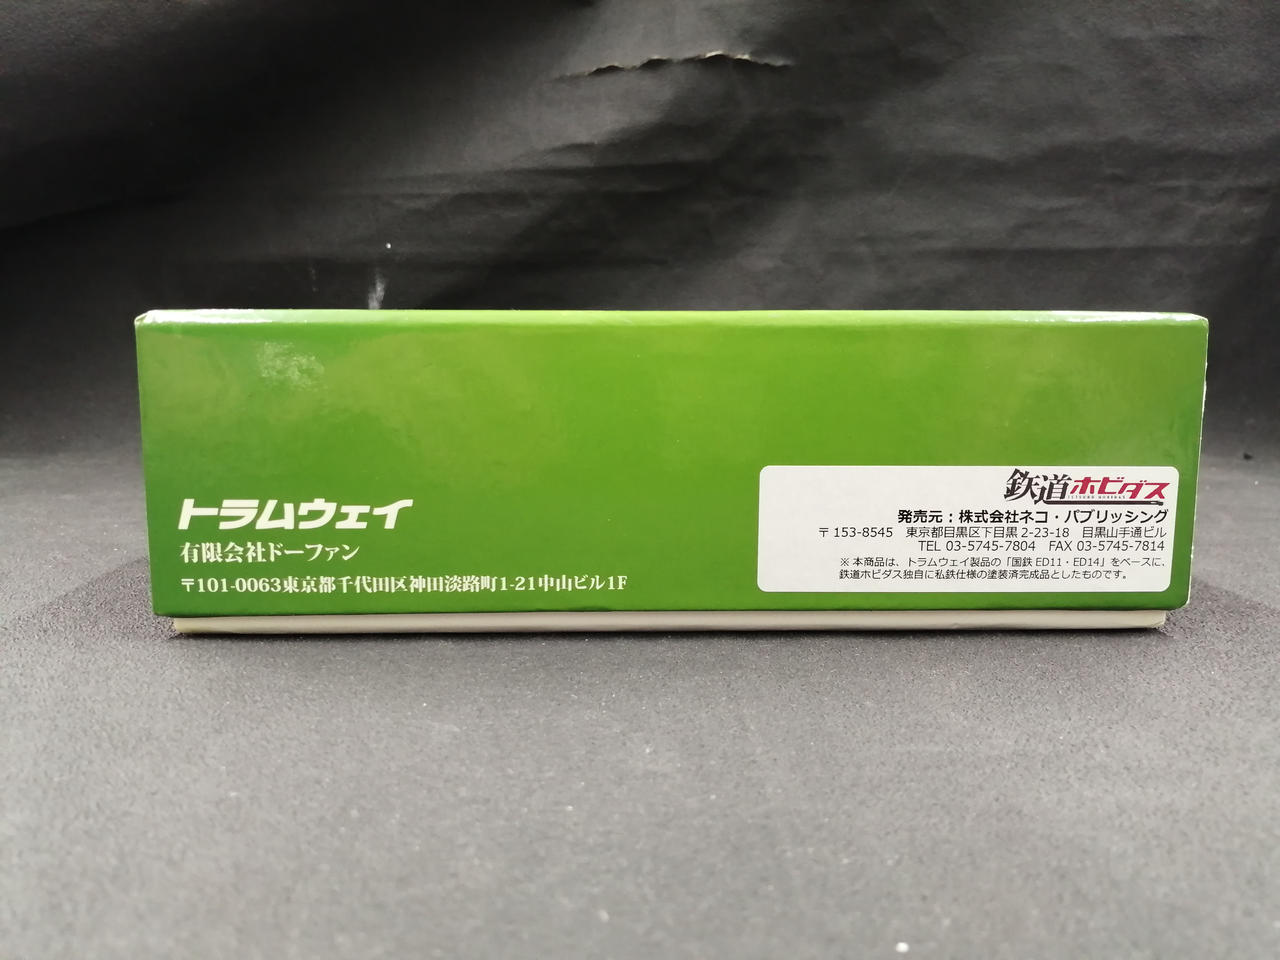 トラムウェイ
有限会社ドーファン
〒101-0063東京都千代田区神田淡路町1-21中山ビル1F
鉄道ホビダス
発売元：株式会社ネコ・パブリッシング
〒153-8545 東京都目黒区下目黒2-23-18 目黒山手通ビル
TEL 03-5745-7804 FAX 03-5745-7814
※本商品は、トラムウェイ製品の「国鉄ED11・ED14」をベースに、
鉄道ホビダス独自に私鉄仕様の塗装済完成品としたものです。